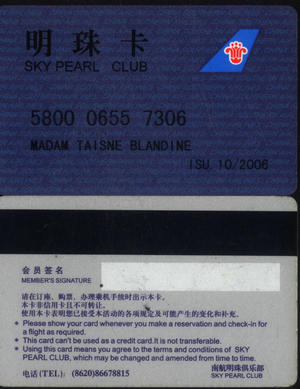 明珠卡
SKY PEARL CLUB
5800 0655 7306
MADAM TAISNE BLANDINE
ISU. 10/2006
会员签名
MEMBER'S SIGNATURE
请在订座、购票、办理乘机手续时出示本卡。
本卡非信用卡且不可转让。
使用本卡表明您已接受本活动的各项规定及可能产生的变化和补充。
● Please show your card whenever you make a reservation and check-in for
a flight as required.
● This card can't be used as a credit card.It is not transferable.
● Using this card means you agree to the terms and conditions of SKY
PEARL CLUB, which may be changed and amended from time to time.
南航明珠俱乐部
电话 (TEL): (8620)86678815
SKY PEARL CLUB